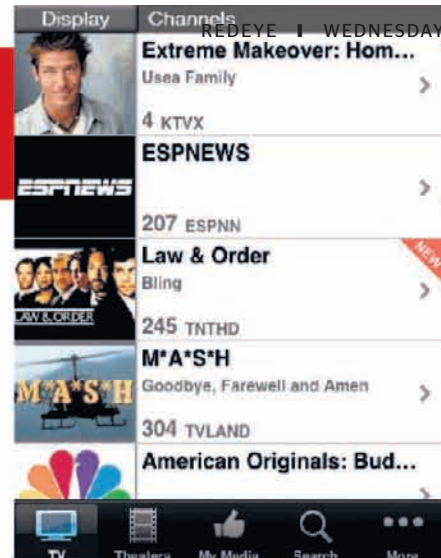 Display Channels
REDEYE I WEDNESDAY
Extreme Makeover: Hom...
Usea Family
4 KTVX
ESPNEWS
ESPNEWS
207 ESPNN
Law & Order
NEW
Bling
LAW & ORDER
245 TNTHD
M*A*S*H
M*A*S*H
Goodbye, Farewell and Amen
304 TVLAND
American Originals: Bud...
TV Theaters My Media Search More